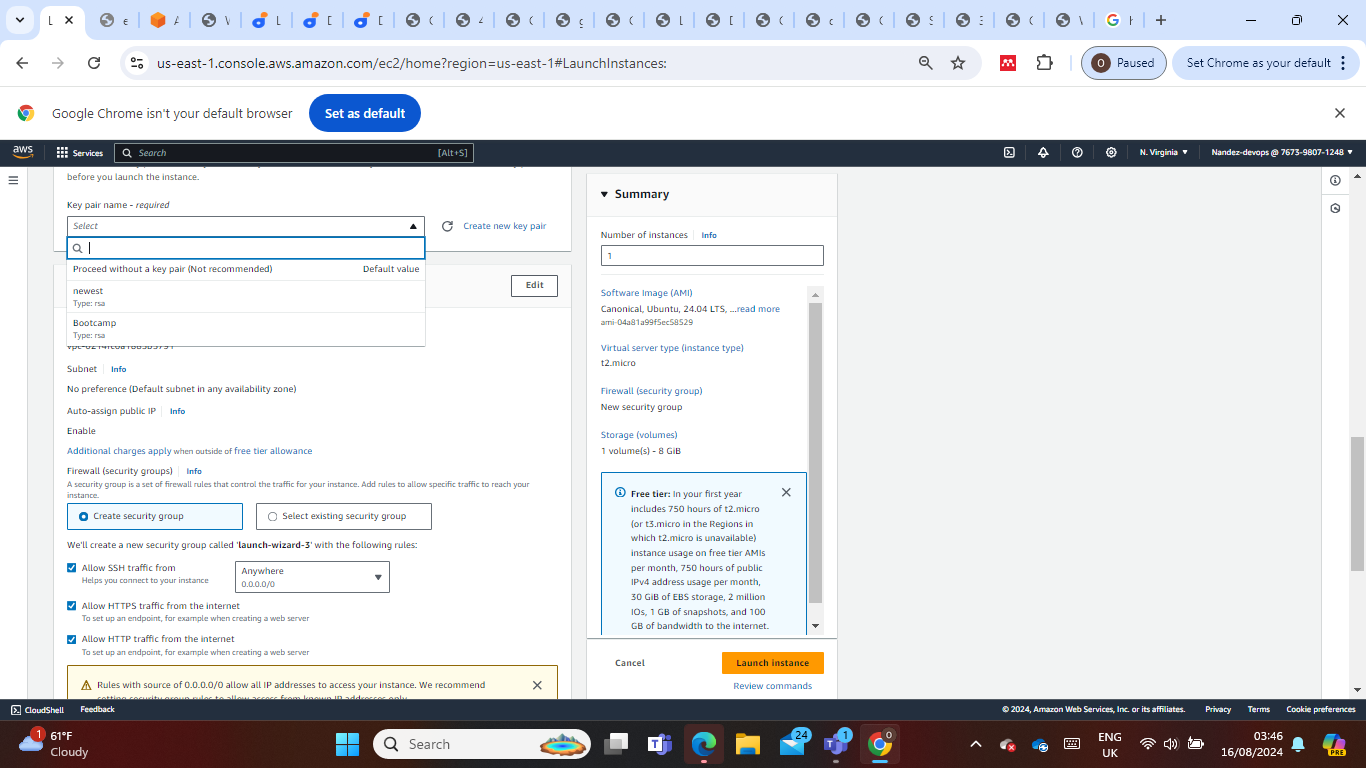 L
us-east-1.console.aws.amazon.com/ec2/home?region=us-east-1#LaunchInstances:
O Paused
Set Chrome as your default
Google Chrome isn't your default browser
Set as default
aws
Services
Search
[Alt+S]
N. Virginia
Nandez-devops @ 7673-9807-1248
before you launch the instance.
Key pair name - required
Select
Create new key pair
Proceed without a key pair (Not recommended)
Default value
newest
Type: rsa
Bootcamp
Type: rsa
Edit
Subnet
Info
No preference (Default subnet in any availability zone)
Auto-assign public IP
Info
Enable
Additional charges apply when outside of free tier allowance
Firewall (security groups)
Info
A security group is a set of firewall rules that control the traffic for your instance. Add rules to allow specific traffic to reach your
instance.
Create security group
Select existing security group
We'll create a new security group called 'launch-wizard-3' with the following rules:
Allow SSH traffic from
Helps you connect to your instance
Anywhere
0.0.0.0/0
Allow HTTPS traffic from the internet
To set up an endpoint, for example when creating a web server
Allow HTTP traffic from the internet
To set up an endpoint, for example when creating a web server
Rules with source of 0.0.0.0/0 allow all IP addresses to access your instance. We recommend
setting security group rules to allow access from known IP addresses only.
Summary
Number of instances
Info
1
Software Image (AMI)
Canonical, Ubuntu, 24.04 LTS, ...read more
ami-04a81a99f5ec58529
Virtual server type (instance type)
t2.micro
Firewall (security group)
New security group
Storage (volumes)
1 volume(s) - 8 GiB
Free tier: In your first year
includes 750 hours of t2.micro
(or t3.micro in the Regions in
which t2.micro is unavailable)
instance usage on free tier AMIs
per month, 750 hours of public
IPv4 address usage per month,
30 GiB of EBS storage, 2 million
IOs, 1 GB of snapshots, and 100
GB of bandwidth to the internet.
Cancel
Launch instance
Review commands
CloudShell
Feedback
© 2024, Amazon Web Services, Inc. or its affiliates.
Privacy
Terms
Cookie preferences
1
61°F
Cloudy
Search
24
1
0
ENG
UK
03:46
16/08/2024
PRE